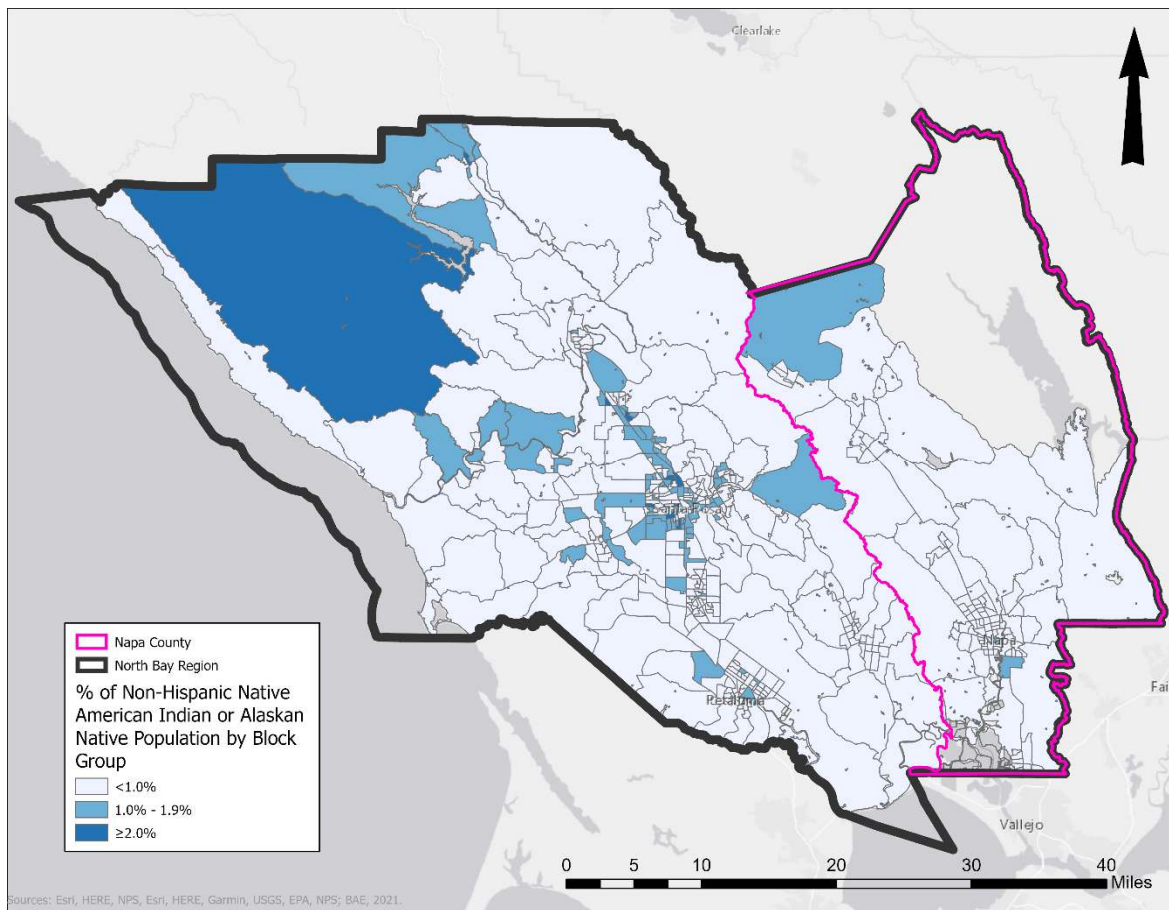 Clearlake
Santa Rosa
Napa
Petaluma
Fai
Vallejo
Napa County
North Bay Region
% of Non-Hispanic Native
American Indian or Alaskan
Native Population by Block
Group
<1.0%
1.0% - 1.9%
≥2.0%
0 5 10 20 30 40
Miles
Sources: Esri, HERE, NPS, Esri, HERE, Garmin, USGS, EPA, NPS; BAE, 2021.